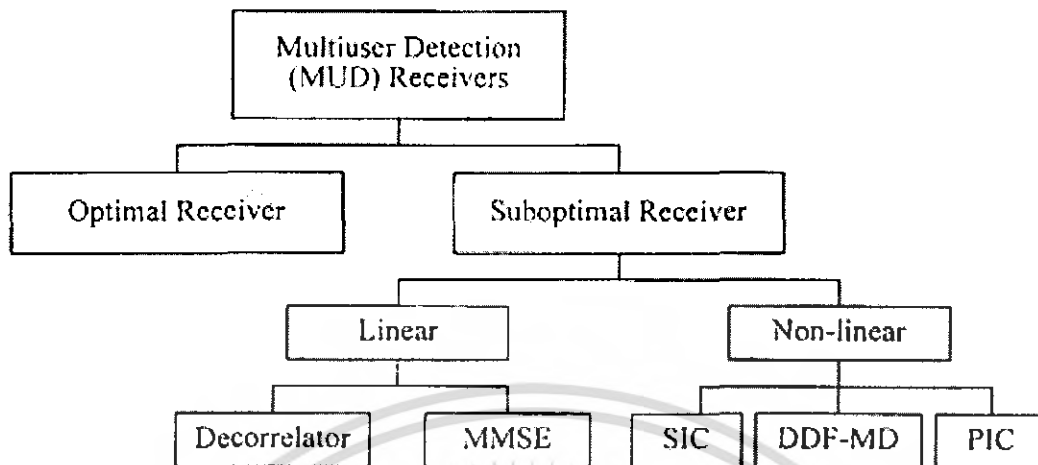 Multiuser Detection
(MUD) Receivers
Optimal Receiver
Suboptimal Receiver
Linear
Non-linear
Decorrelator
MMSE
SIC
DDF-MD
PIC